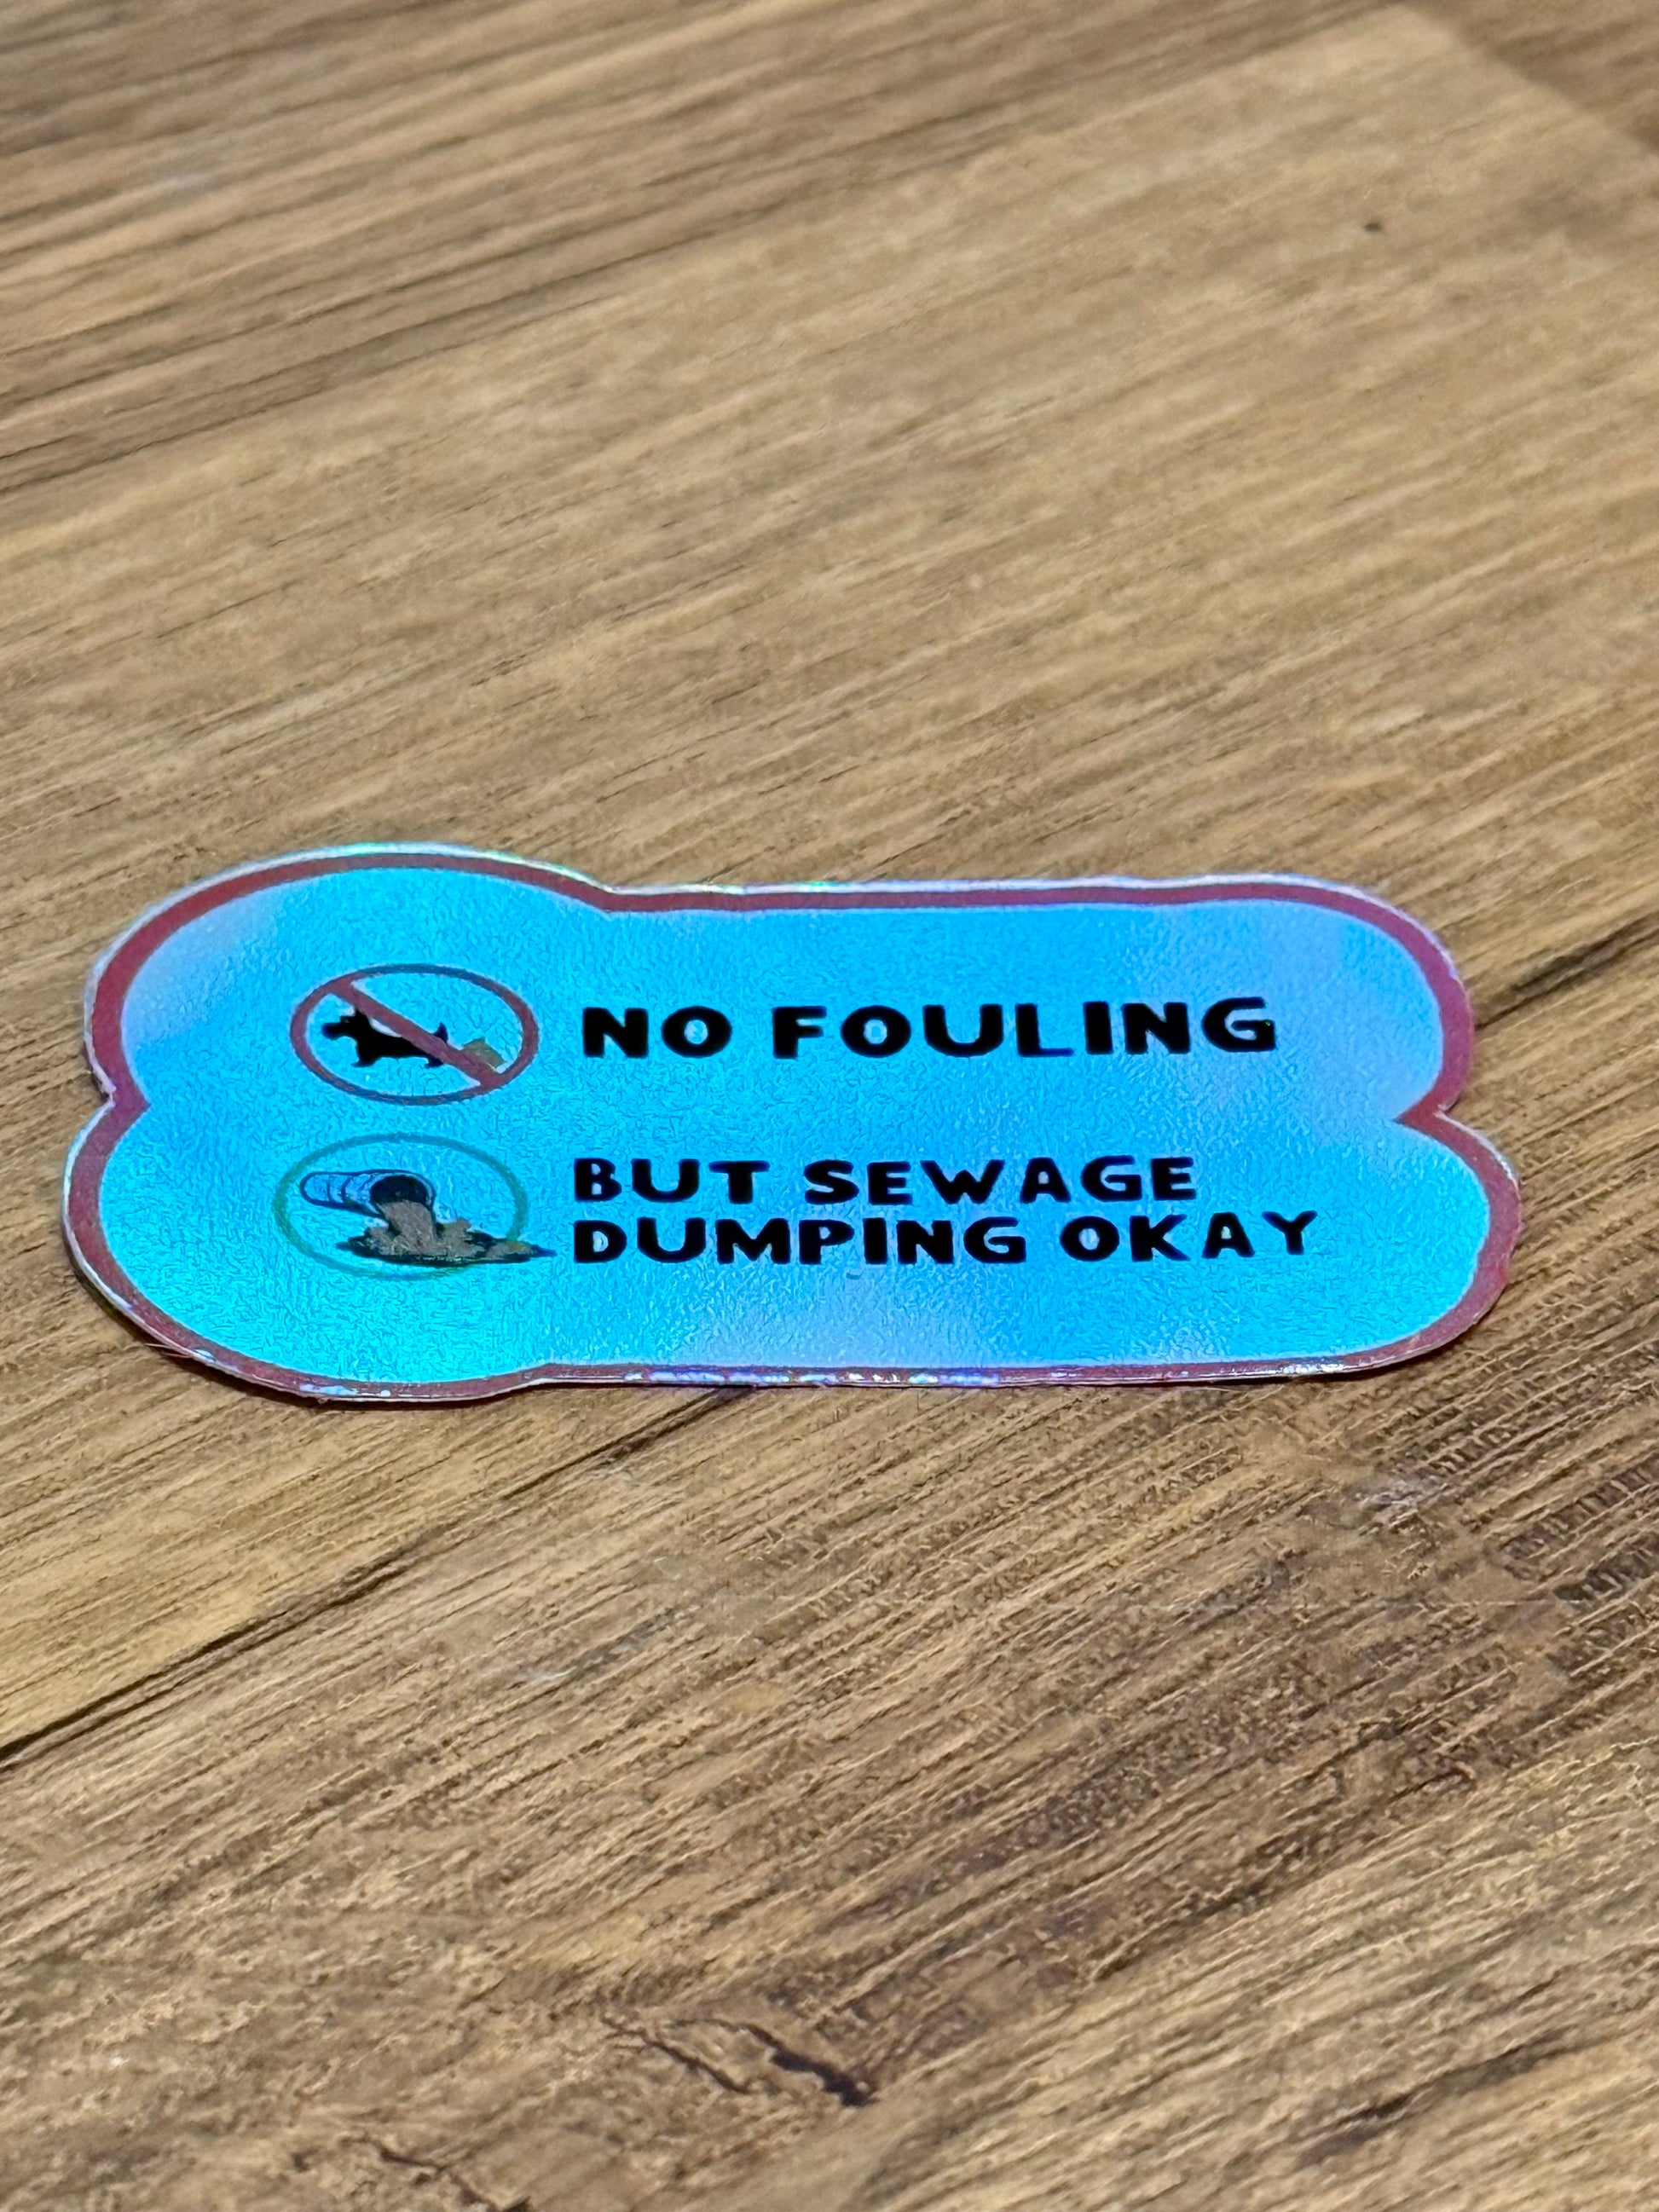 NO FOULING
BUT SEWAGE
DUMPING OKAY